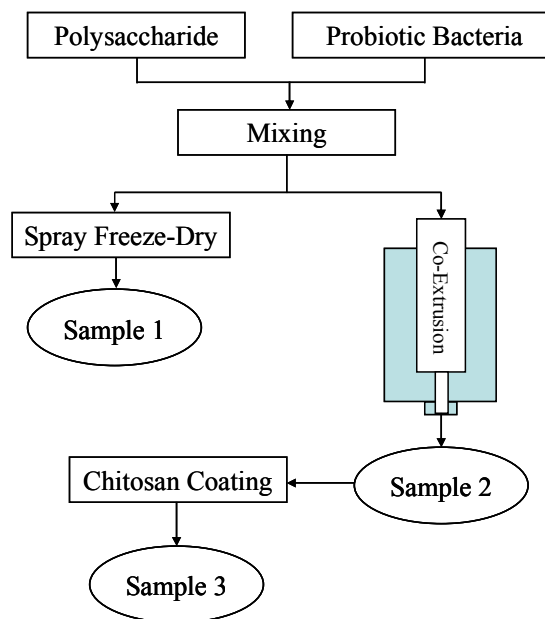 Polysaccharide
Probiotic Bacteria
Mixing
Spray Freeze-Dry
Co-Extrusion
Sample 1
Chitosan Coating
Sample 2
Sample 3